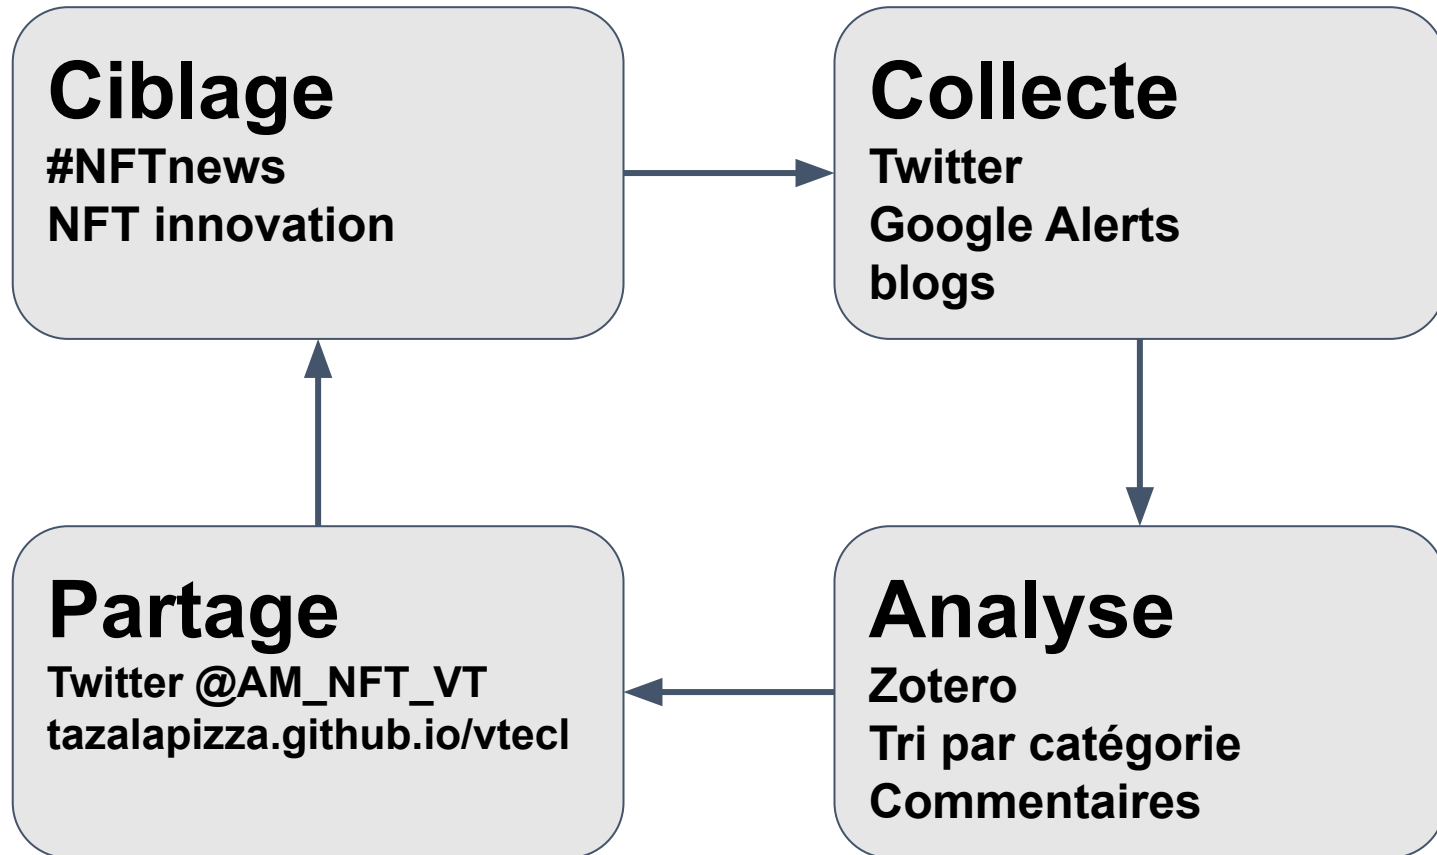 Ciblage
#NFTnews
NFT innovation
Collecte
Twitter
Google Alerts
blogs
Partage
Twitter @AM_NFT_VT
tazalapizza.github.io/vtecl
Analyse
Zotero
Tri par catégorie
Commentaires